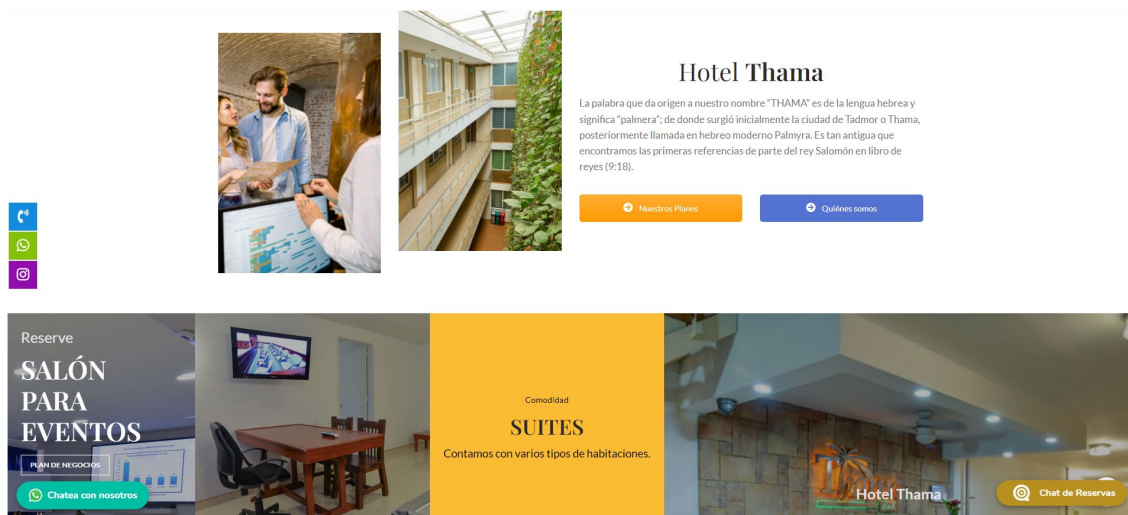 Hotel Thama
La palabra que da origen a nuestro nombre "THAMA" es de la lengua hebrea y
significa "palmera"; de donde surgió inicialmente la ciudad de Tadmor o Thama,
posteriormente llamada en hebreo moderno Palmyra. Es tan antigua que
encontramos las primeras referencias de parte del rey Salomón en libro de
reyes (9:18).
Nuestros Planes
Quiénes somos
Reserve
SALÓN
PARA
EVENTOS
PLAN DE NEGOCIOS
Chatea con nosotros
Comodidad
SUITES
Contamos con varios tipos de habitaciones.
Hotel Thama
Chat de Reservas